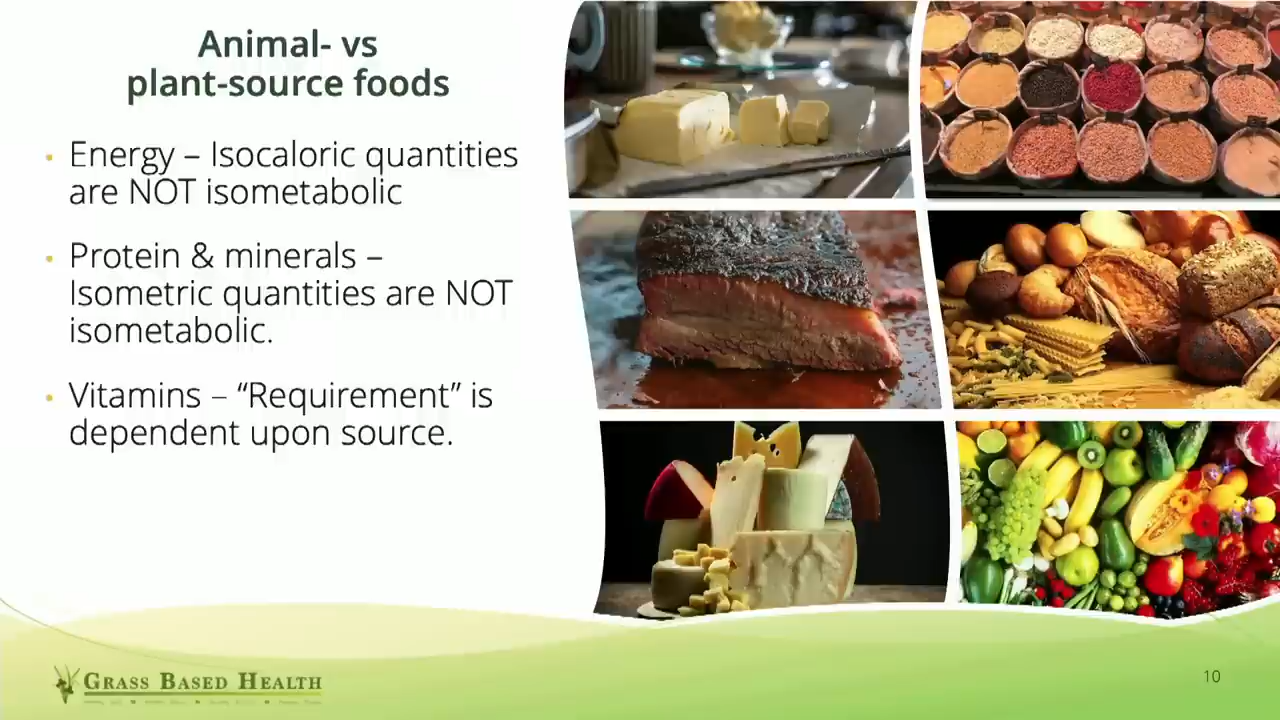 Animal- vs
plant-source foods
• Energy – Isocaloric quantities
are NOT isometabolic
• Protein & minerals –
Isometric quantities are NOT
isometabolic.
• Vitamins – “Requirement” is
dependent upon source.
GRASS BASED HEALTH
10